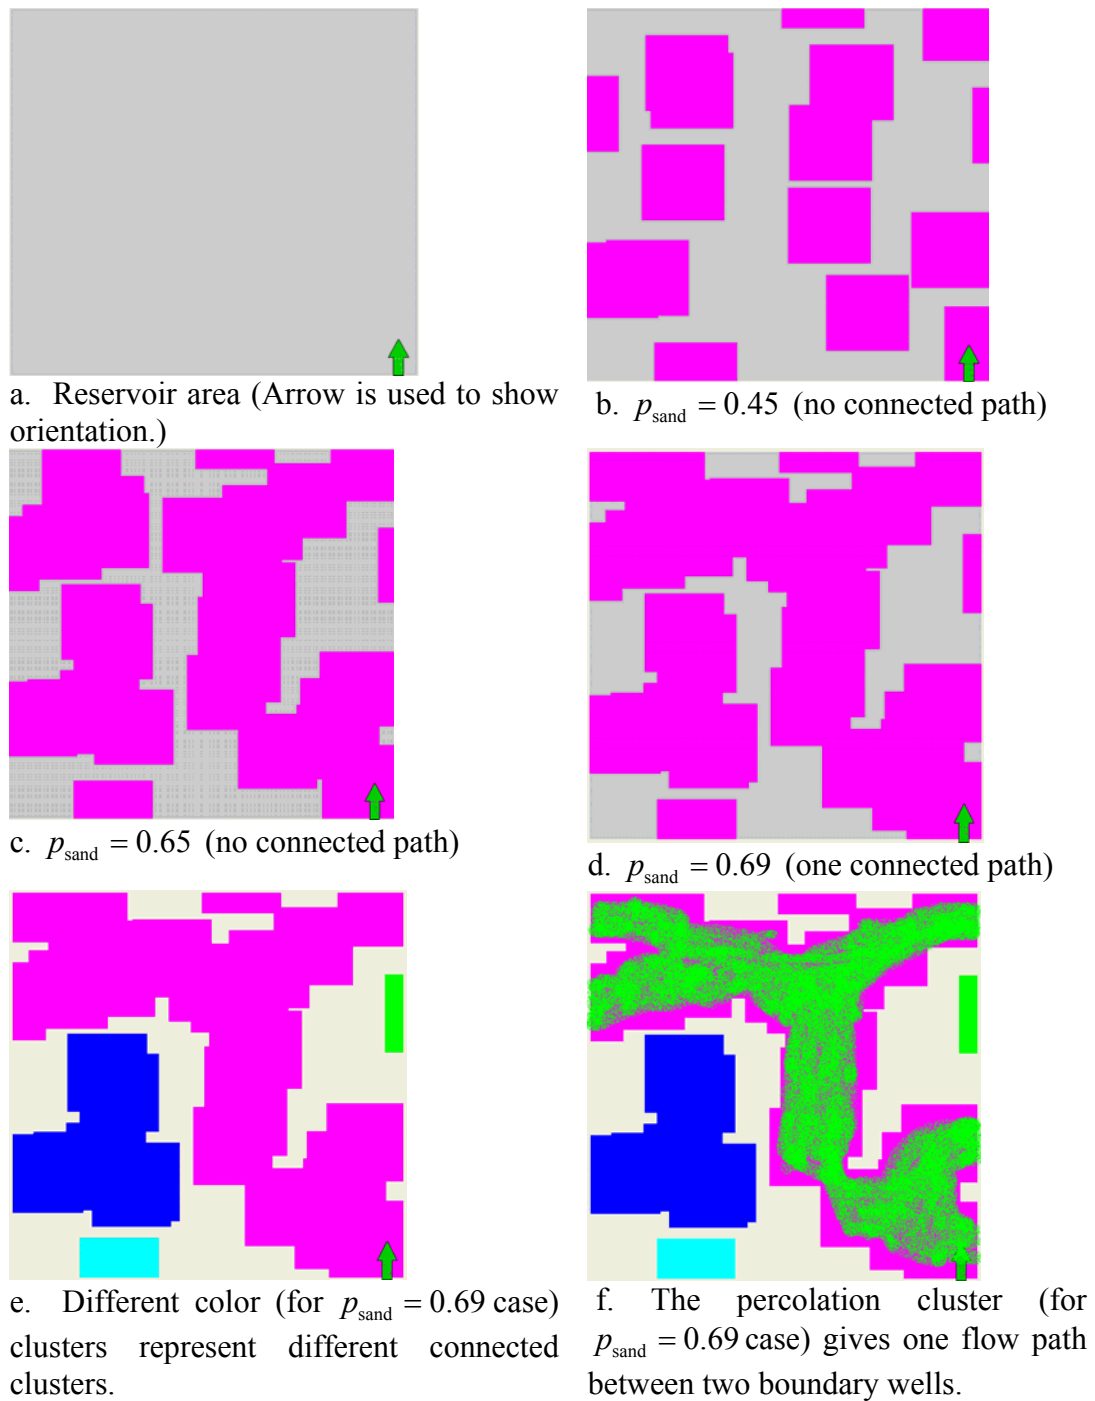 a. Reservoir area (Arrow is used to show
orientation.)
b. p_sand = 0.45 (no connected path)
c. p_sand = 0.65 (no connected path)
d. p_sand = 0.69 (one connected path)
e. Different color (for p_sand = 0.69 case)
clusters represent different connected
clusters.
f. The percolation cluster (for
p_sand = 0.69 case) gives one flow path
between two boundary wells.